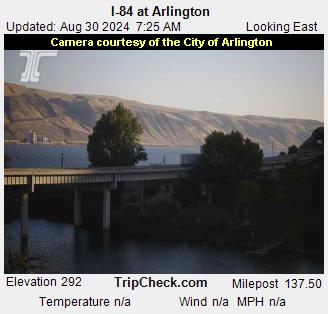 I-84 at Arlington
Updated: Aug 30 2024 7:25 AM Looking East
Camera courtesy of the City of Arlington
Elevation 292 TripCheck.com Milepost 137.50
Temperature n/a Wind n/a MPH n/a